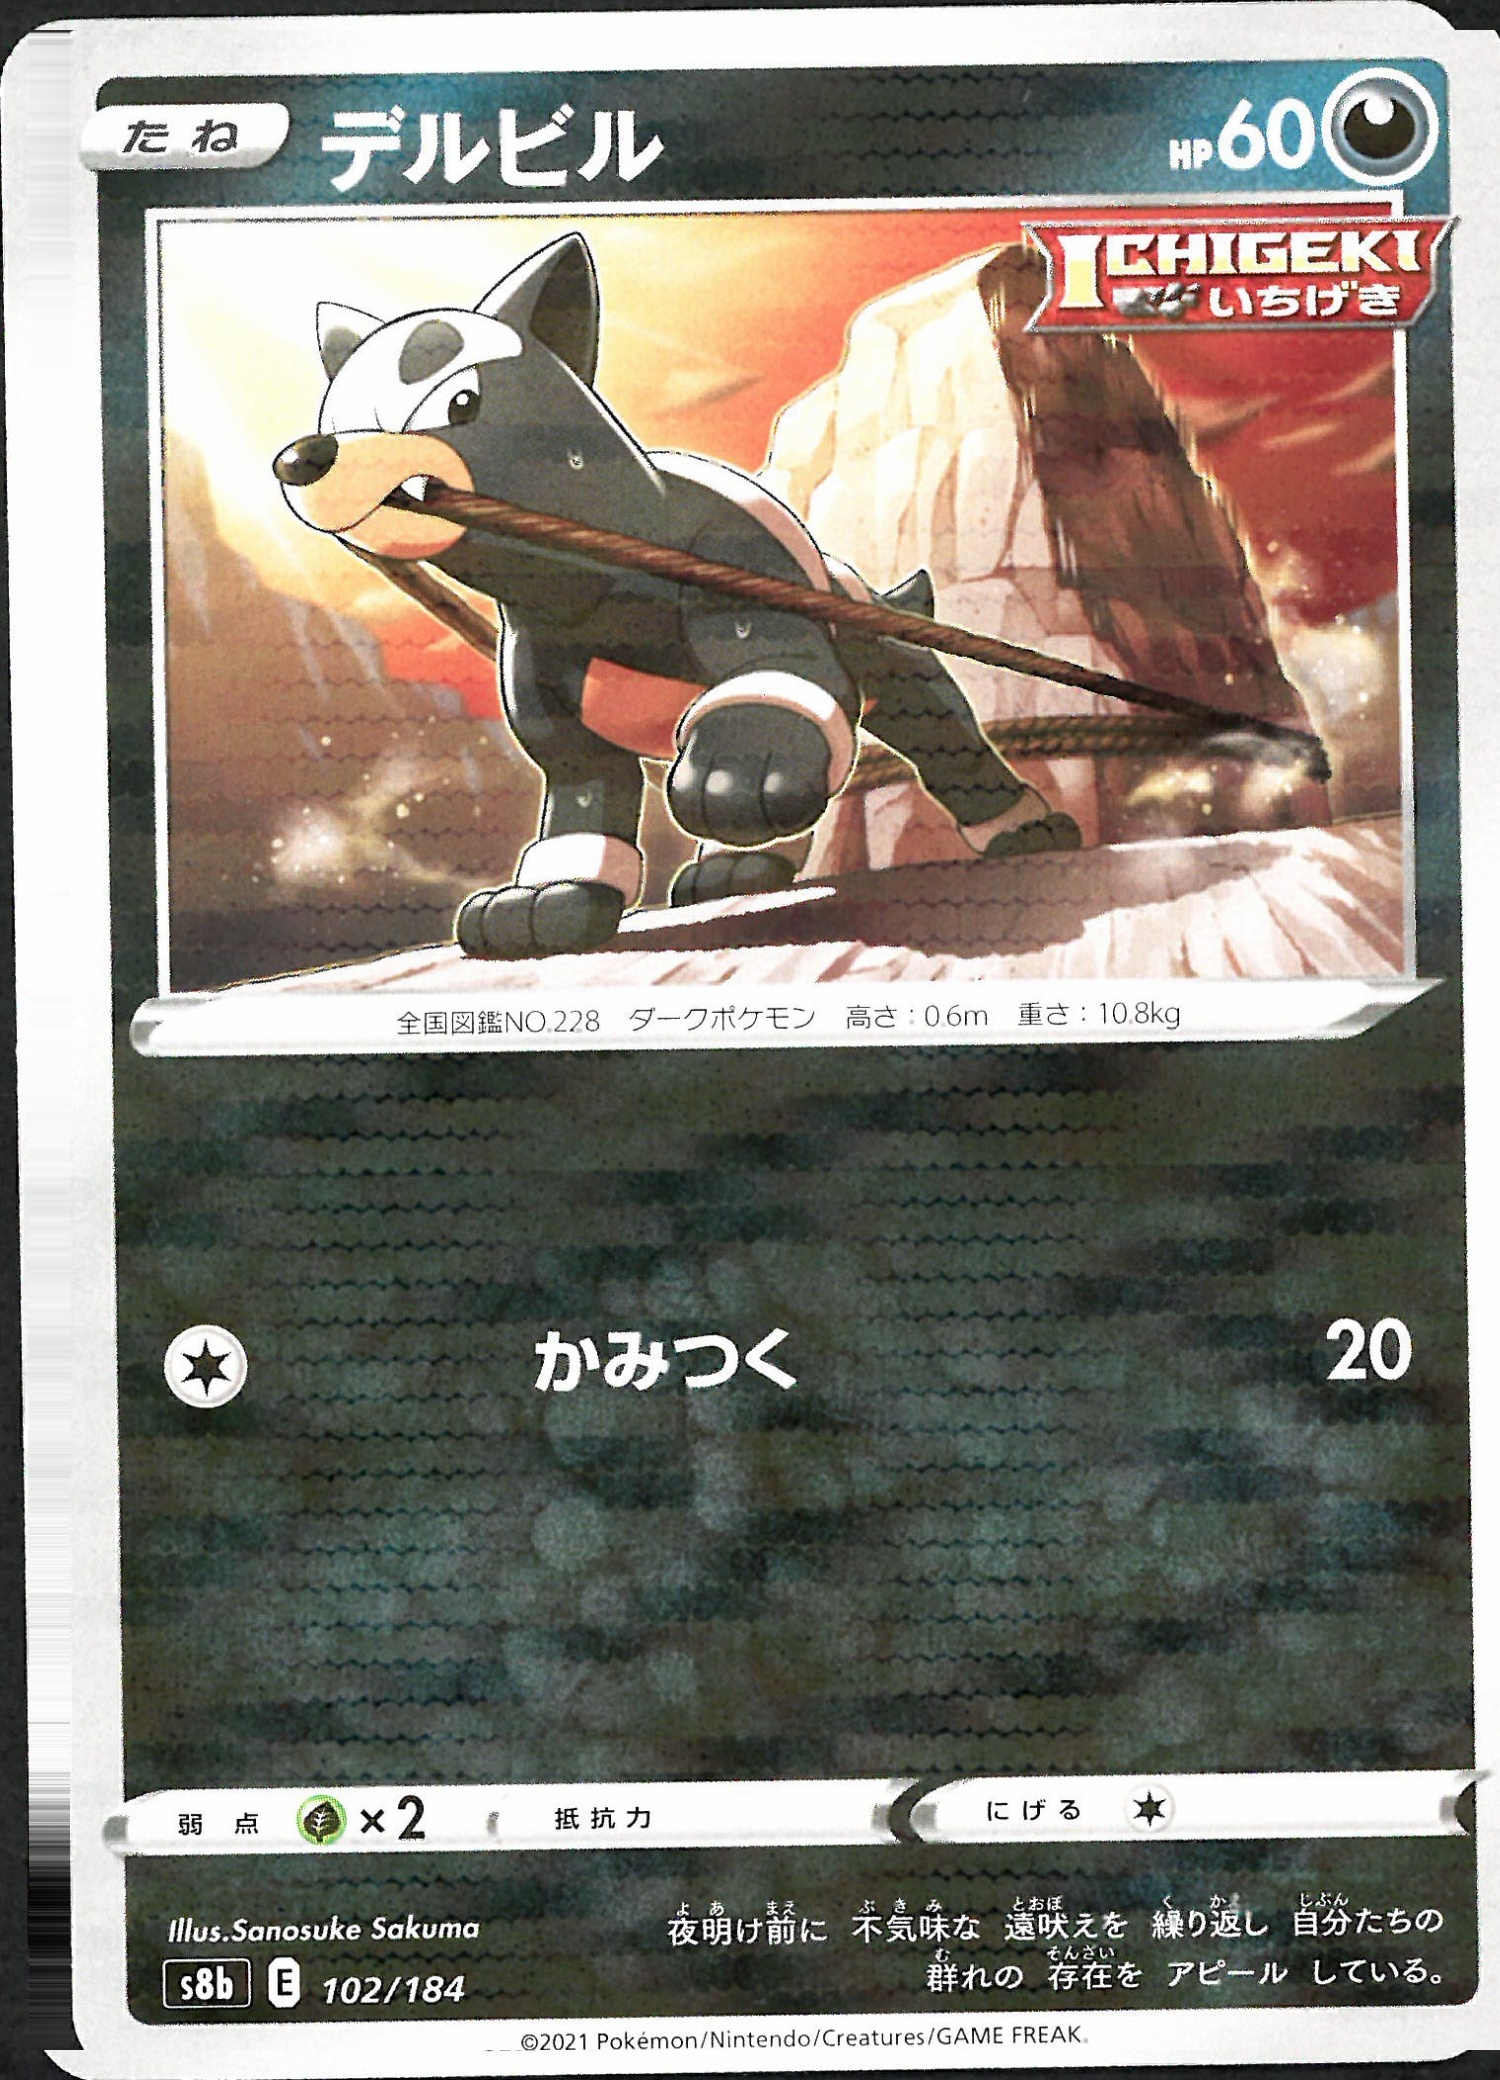 たね デルビル HP60
ICHIGEKI
いちげき
全国図鑑NO.228 ダークポケモン 高さ:0.6m 重さ:10.8kg
かみつく 20
弱点 ×2 抵抗力 にげる
Illus.Sanosuke Sakuma
夜明け前に 不気味な 遠吠えを 繰り返し 自分たちの
群れの 存在を アピール している。
s8b E 102/184
©2021 Pokémon/Nintendo/Creatures/GAME FREAK.